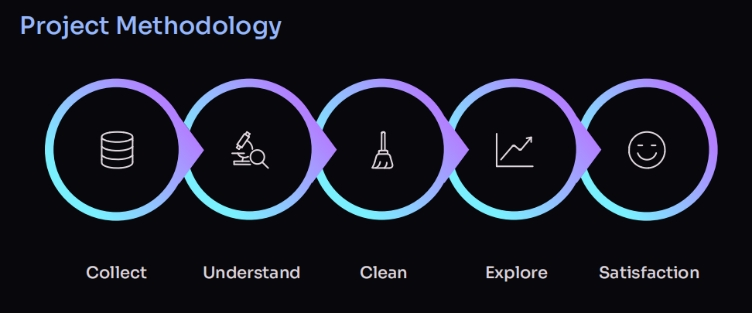 Project Methodology
Collect
Understand
Clean
Explore
Satisfaction